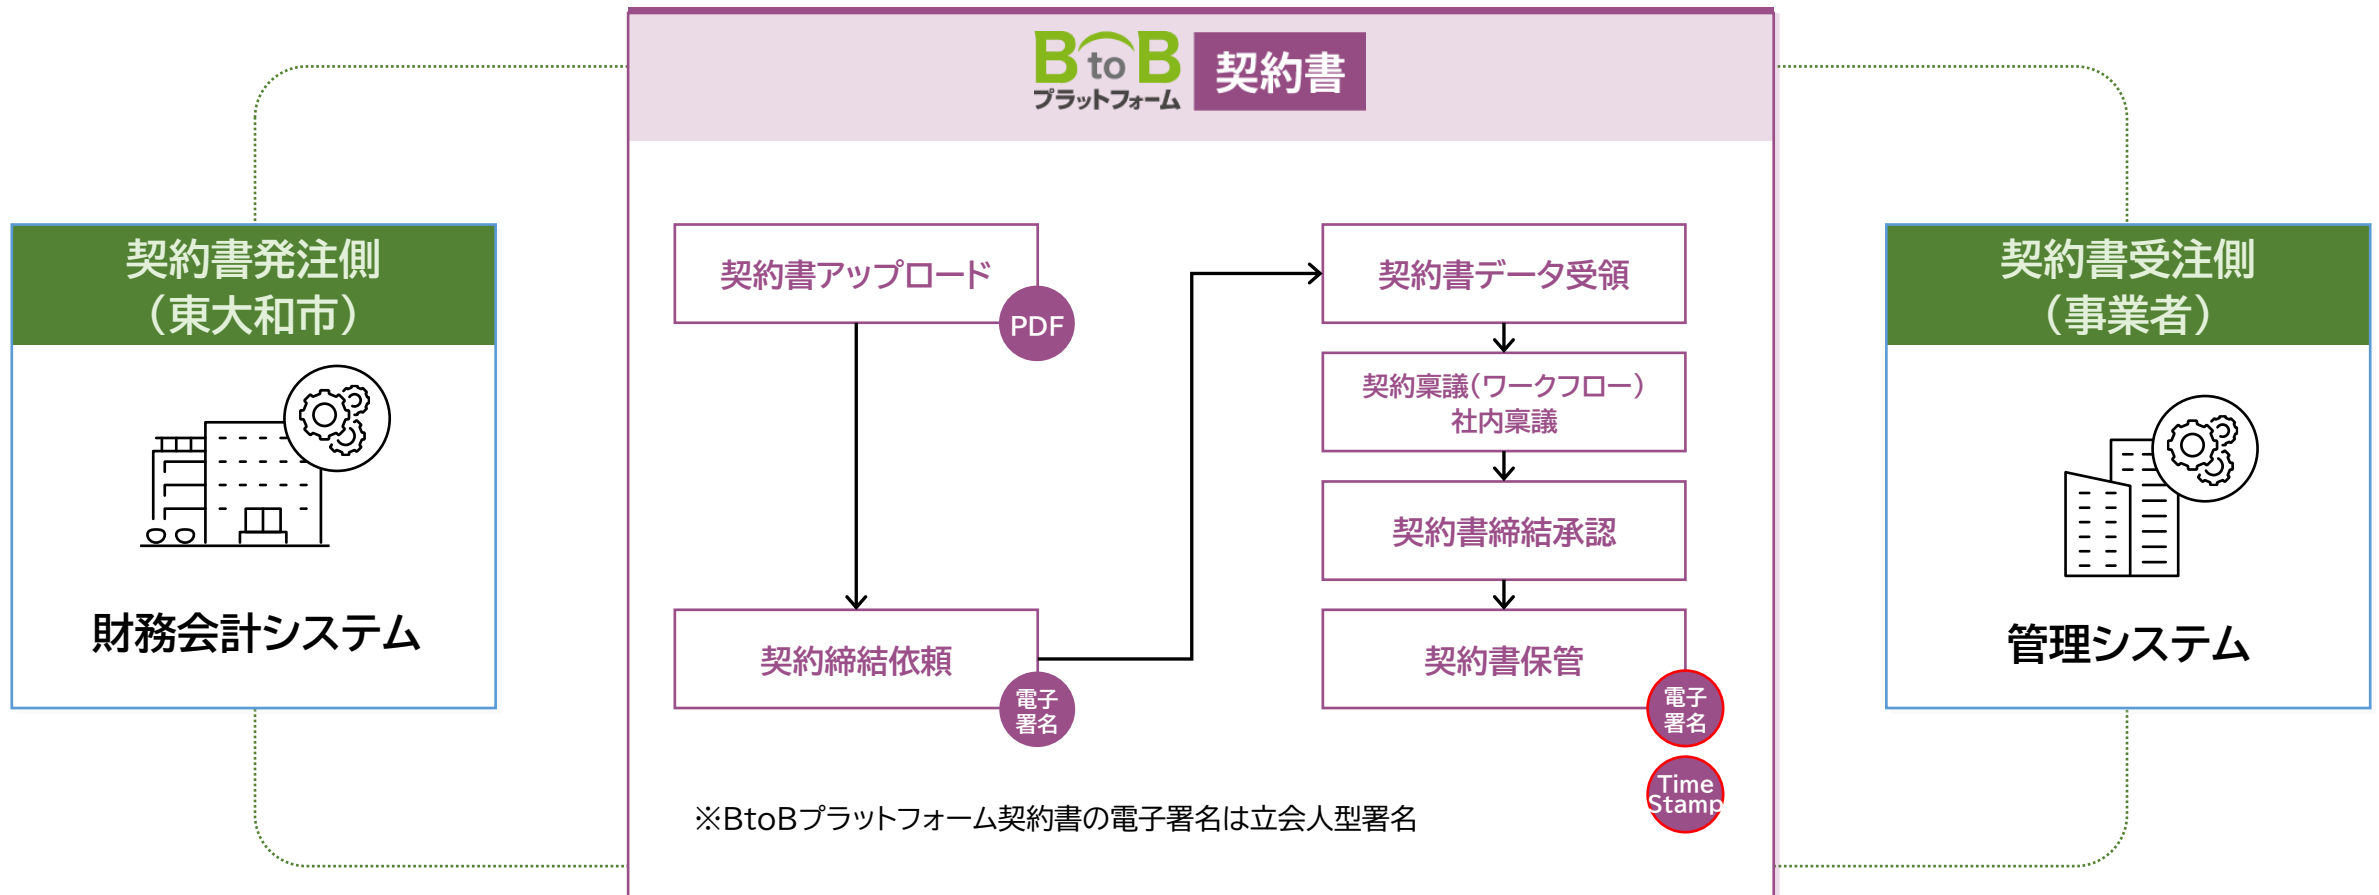 BtoB
プラットフォーム
契約書
契約書発注側
（東大和市）
財務会計システム
契約書アップロード
PDF
契約締結依頼
電子
署名
契約書データ受領
契約稟議（ワークフロー）
社内稟議
契約書締結承認
契約書保管
電子
署名
Time
Stamp
※BtoBプラットフォーム契約書の電子署名は立会人型署名
契約書受注側
（事業者）
管理システム